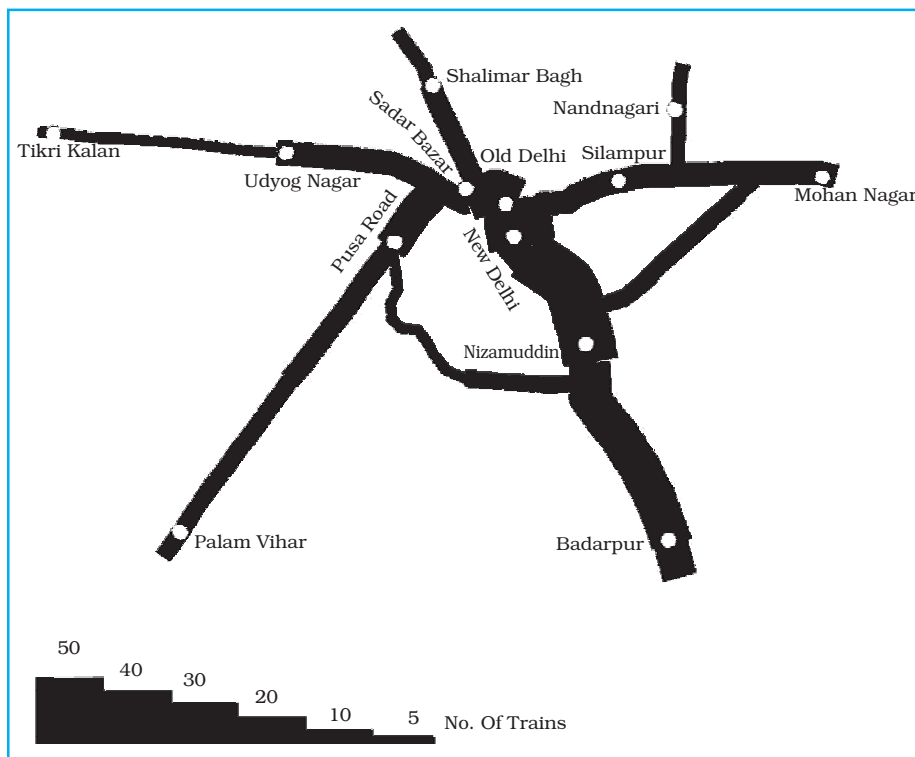 Shalimar Bagh
Nandnagari
Sadar Bazar
Tikri Kalan
Old Delhi
Silampur
Udyog Nagar
Mohan Nagar
Pusa Road
New Delhi
Nizamuddin
Palam Vihar
Badarpur
50
40
30
20
10
5
No. Of Trains